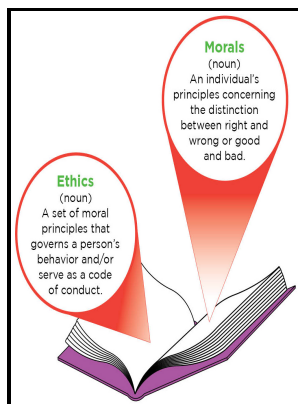 Morals
(noun)
An individual's
principles concerning
the distinction
between right and
wrong or good
and bad.
Ethics
(noun)
A set of moral
principles that
governs a person's
behavior and/or
serve as a code
of conduct.